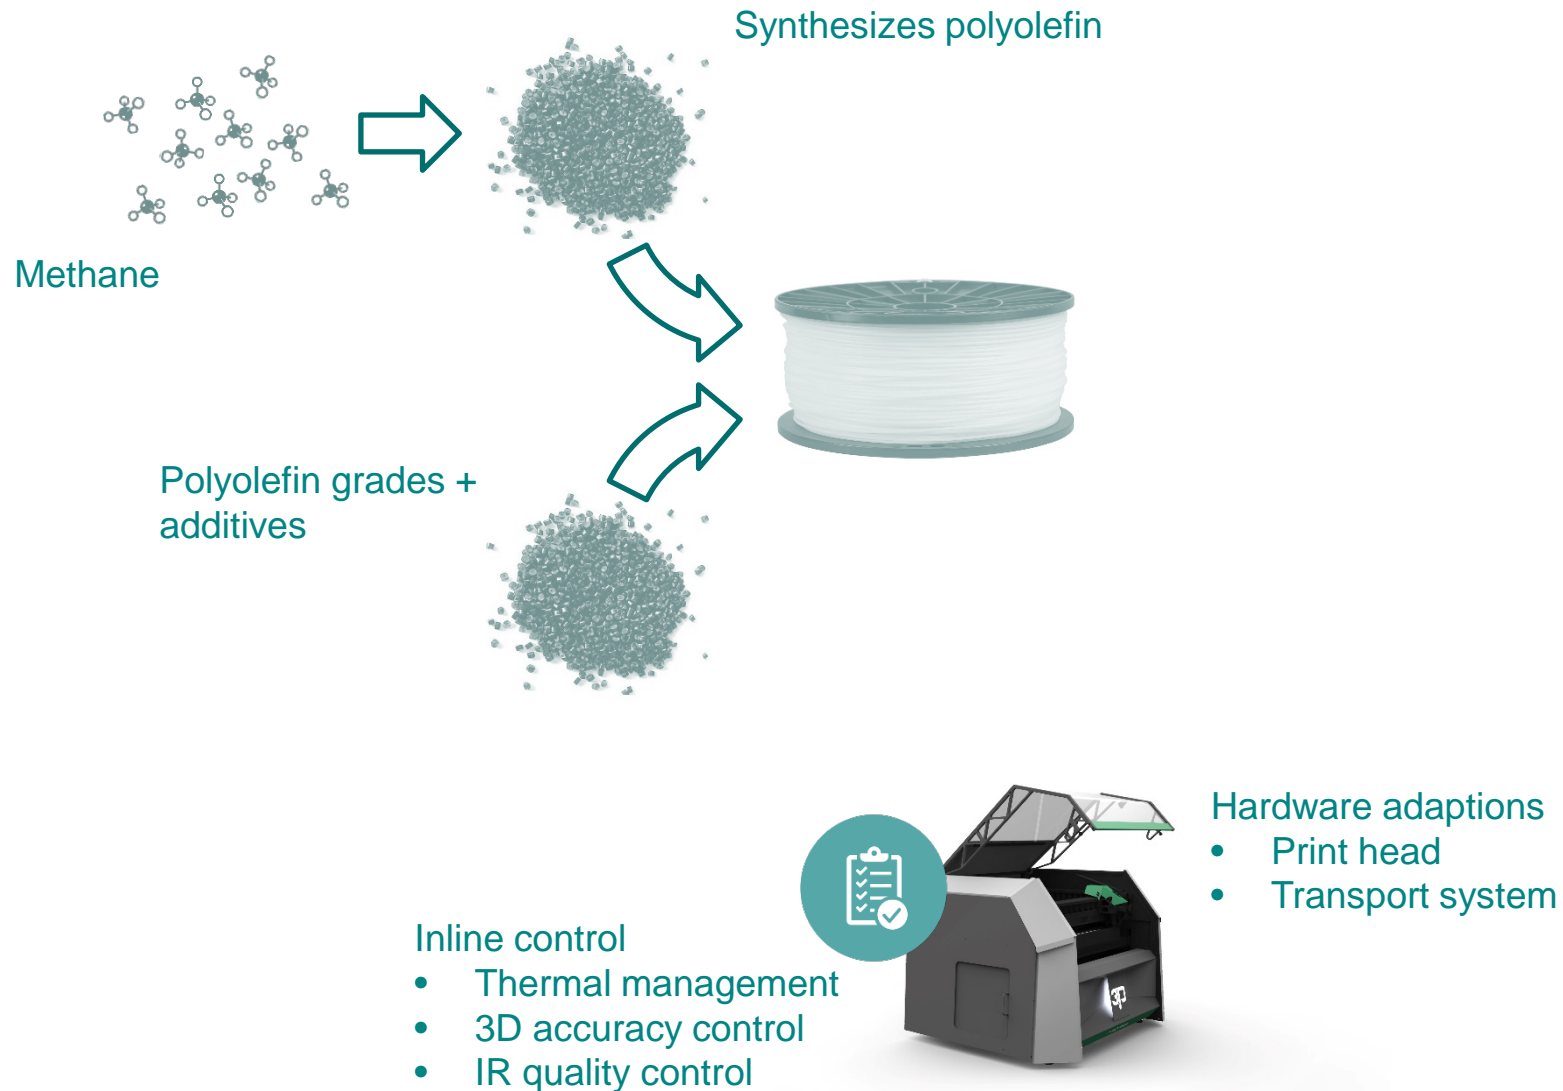 Synthesizes polyolefin
Methane
Polyolefin grades +
additives
Hardware adaptions
• Print head
• Transport system
Inline control
• Thermal management
• 3D accuracy control
• IR quality control